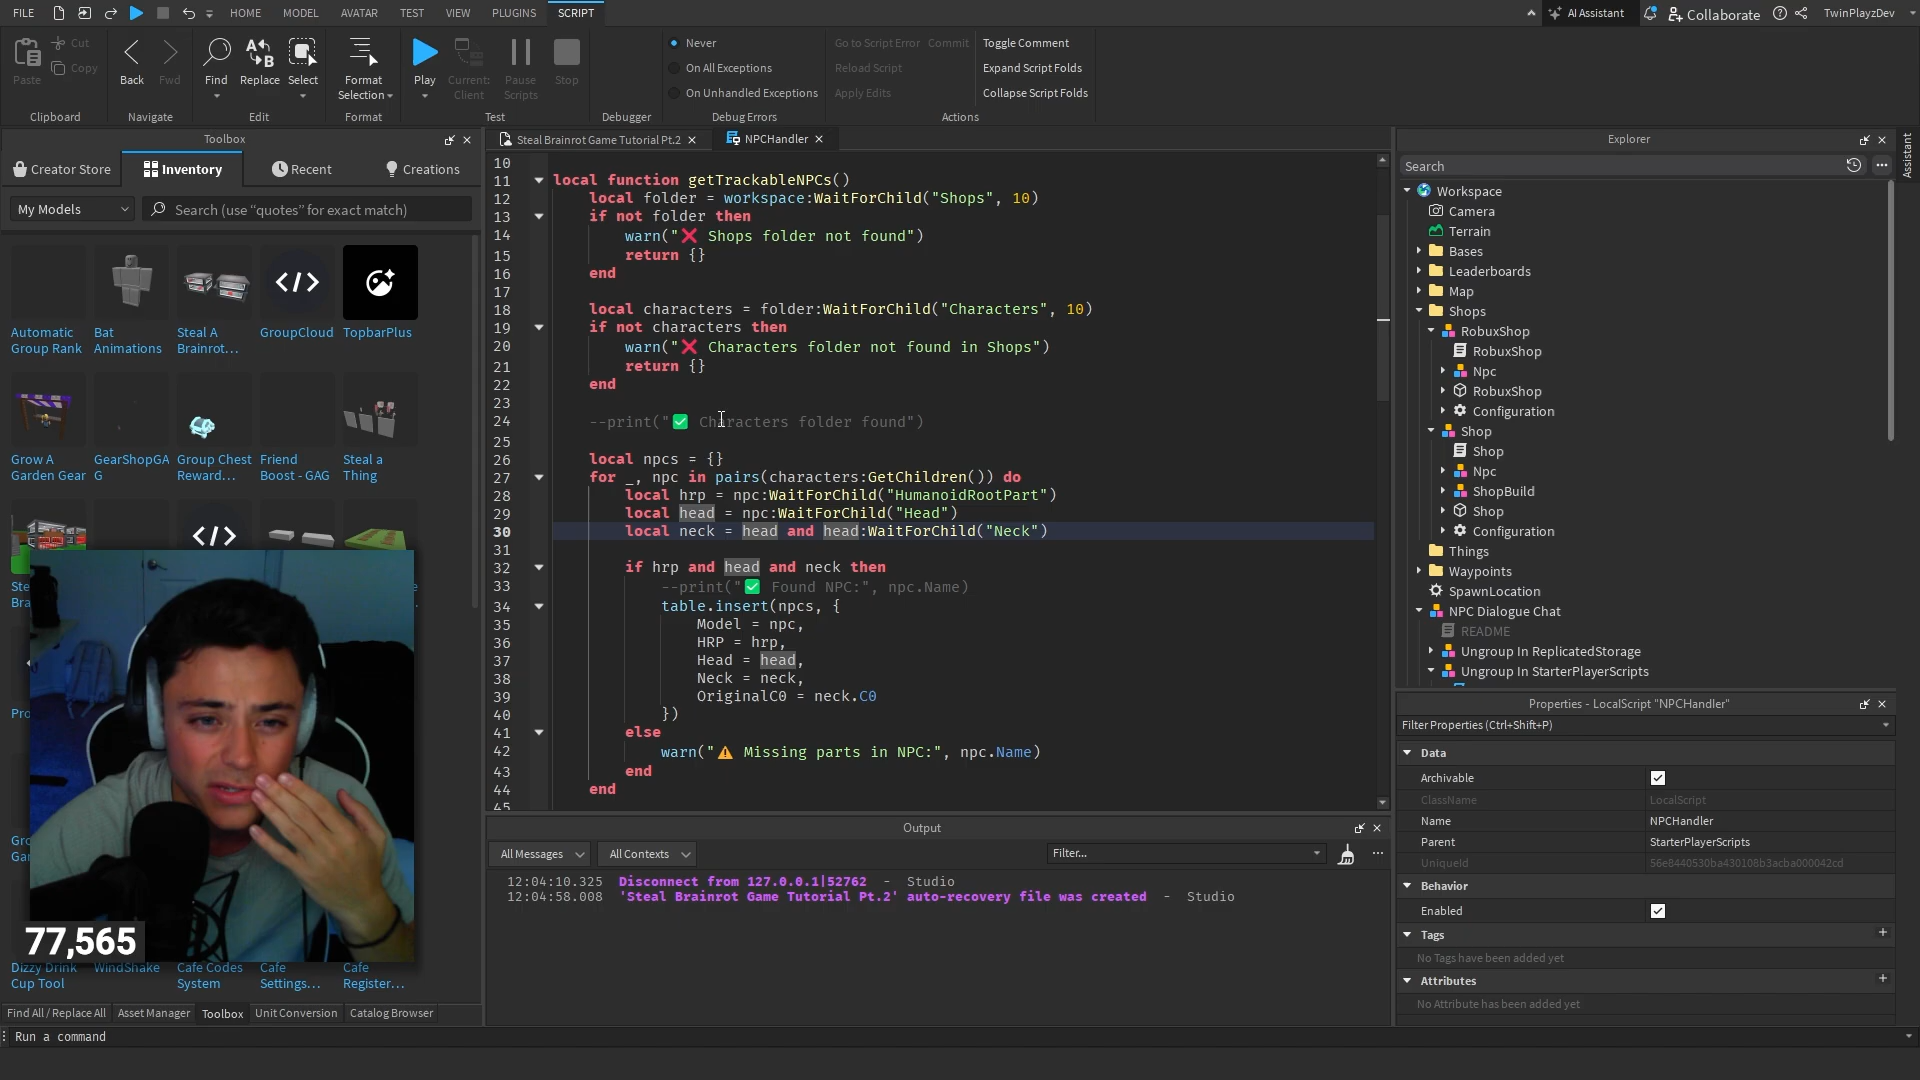 FILE HOME MODEL AVATAR TEST VIEW PLUGINS SCRIPT AI Assistant Collaborate TwinPlayzDev
Paste Cut Copy
Back Fwd
Find Replace Select
Format Selection
Play Current: Client Pause Scripts Stop
Never
On All Exceptions
On Unhandled Exceptions
Go to Script Error Commit
Reload Script
Apply Edits
Toggle Comment
Expand Script Folds
Collapse Script Folds
Clipboard Navigate Edit Format Test Debugger Debug Errors Actions
Toolbox
Creator Store Inventory Recent Creations
My Models Search (use “quotes” for exact match)
Automatic Group Rank
Bat Animations
Steal A Brainrot...
GroupCloud
TopbarPlus
Grow A Garden Gear
GearShopGAG
Group Chest Reward...
Friend Boost - GAG
Steal a Thing
77,565
Dizzy Drink Cup Tool
WindShake
Cafe Codes System
Cafe Settings...
Cafe Register...
Find All / Replace All Asset Manager Toolbox Unit Conversion Catalog Browser
Run a command
Steal Brainrot Game Tutorial Pt.2 NPCHandler
10
11 local function getTrackableNPCs()
12 local folder = workspace:WaitForChild("Shops", 10)
13 if not folder then
14 warn("❌ Shops folder not found")
15 return {}
16 end
17
18 local characters = folder:WaitForChild("Characters", 10)
19 if not characters then
20 warn("❌ Characters folder not found in Shops")
21 return {}
22 end
23
24 --print("✅ Characters folder found")
25
26 local npcs = {}
27 for _, npc in pairs(characters:GetChildren()) do
28 local hrp = npc:WaitForChild("HumanoidRootPart")
29 local head = npc:WaitForChild("Head")
30 local neck = head and head:WaitForChild("Neck")
31
32 if hrp and head and neck then
33 --print("✅ Found NPC:", npc.Name)
34 table.insert(npcs, {
35 Model = npc,
36 HRP = hrp,
37 Head = head,
38 Neck = neck,
39 OriginalC0 = neck.C0
40 })
41 else
42 warn("⚠️ Missing parts in NPC:", npc.Name)
43 end
44 end
45
Output
All Messages All Contexts Filter...
12:04:10.325 Disconnect from 127.0.0.1|52762 - Studio
12:04:58.008 'Steal Brainrot Game Tutorial Pt.2' auto-recovery file was created - Studio
Explorer
Search
Workspace
Camera
Terrain
Bases
Leaderboards
Map
Shops
RobuxShop
RobuxShop
Npc
RobuxShop
Configuration
Shop
Shop
Npc
ShopBuild
Shop
Configuration
Things
Waypoints
SpawnLocation
NPC Dialogue Chat
README
Ungroup In ReplicatedStorage
Ungroup In StarterPlayerScripts
Assistant
Properties - LocalScript "NPCHandler"
Filter Properties (Ctrl+Shift+P)
Data
Archivable
ClassName LocalScript
Name NPCHandler
Parent StarterPlayerScripts
UniqueId 56e8440530ba430108b3acba000042cd
Behavior
Enabled
Tags
No Tags have been added yet
Attributes
No Attribute has been added yet